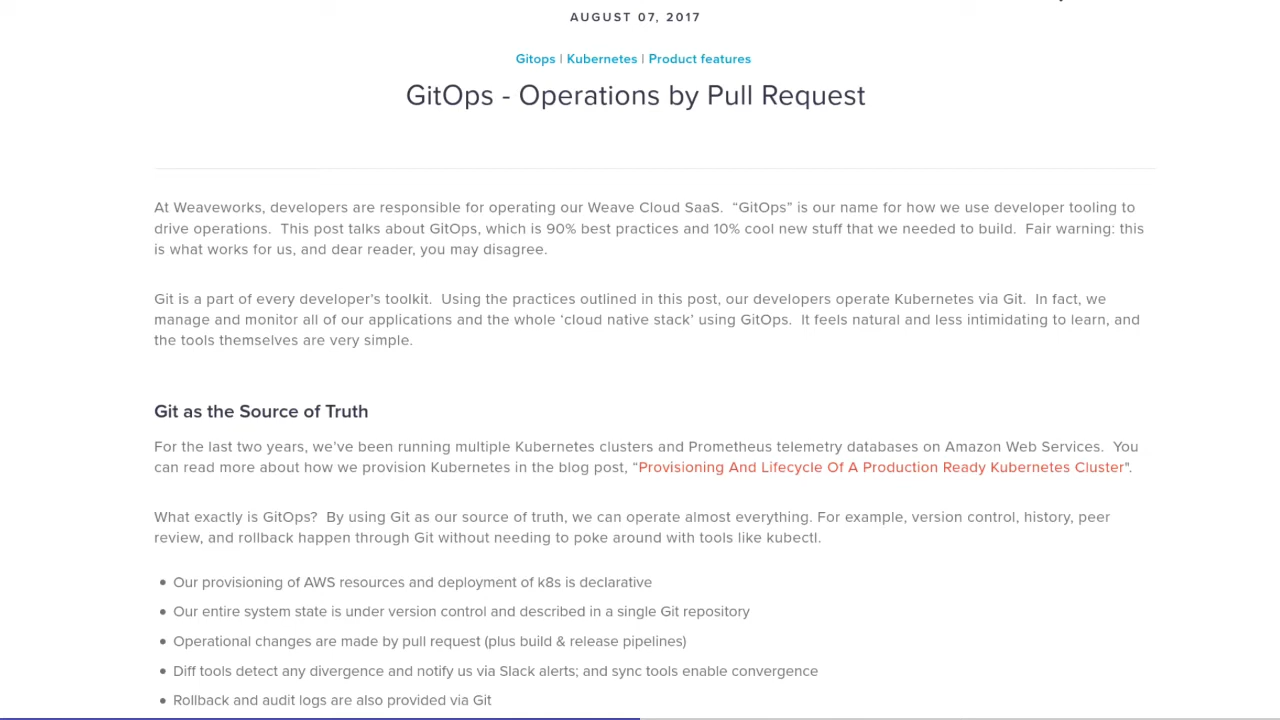 AUGUST 07, 2017
Gitops | Kubernetes | Product features
GitOps - Operations by Pull Request
At Weaveworks, developers are responsible for operating our Weave Cloud SaaS.  “GitOps” is our name for how we use developer tooling to
drive operations.  This post talks about GitOps, which is 90% best practices and 10% cool new stuff that we needed to build.  Fair warning: this
is what works for us, and dear reader, you may disagree.
Git is a part of every developer’s toolkit.  Using the practices outlined in this post, our developers operate Kubernetes via Git.  In fact, we
manage and monitor all of our applications and the whole ‘cloud native stack’ using GitOps.  It feels natural and less intimidating to learn, and
the tools themselves are very simple.
Git as the Source of Truth
For the last two years, we’ve been running multiple Kubernetes clusters and Prometheus telemetry databases on Amazon Web Services.  You
can read more about how we provision Kubernetes in the blog post, “Provisioning And Lifecycle Of A Production Ready Kubernetes Cluster".
What exactly is GitOps?  By using Git as our source of truth, we can operate almost everything. For example, version control, history, peer
review, and rollback happen through Git without needing to poke around with tools like kubectl.
• Our provisioning of AWS resources and deployment of k8s is declarative
• Our entire system state is under version control and described in a single Git repository
• Operational changes are made by pull request (plus build & release pipelines)
• Diff tools detect any divergence and notify us via Slack alerts; and sync tools enable convergence
• Rollback and audit logs are also provided via Git